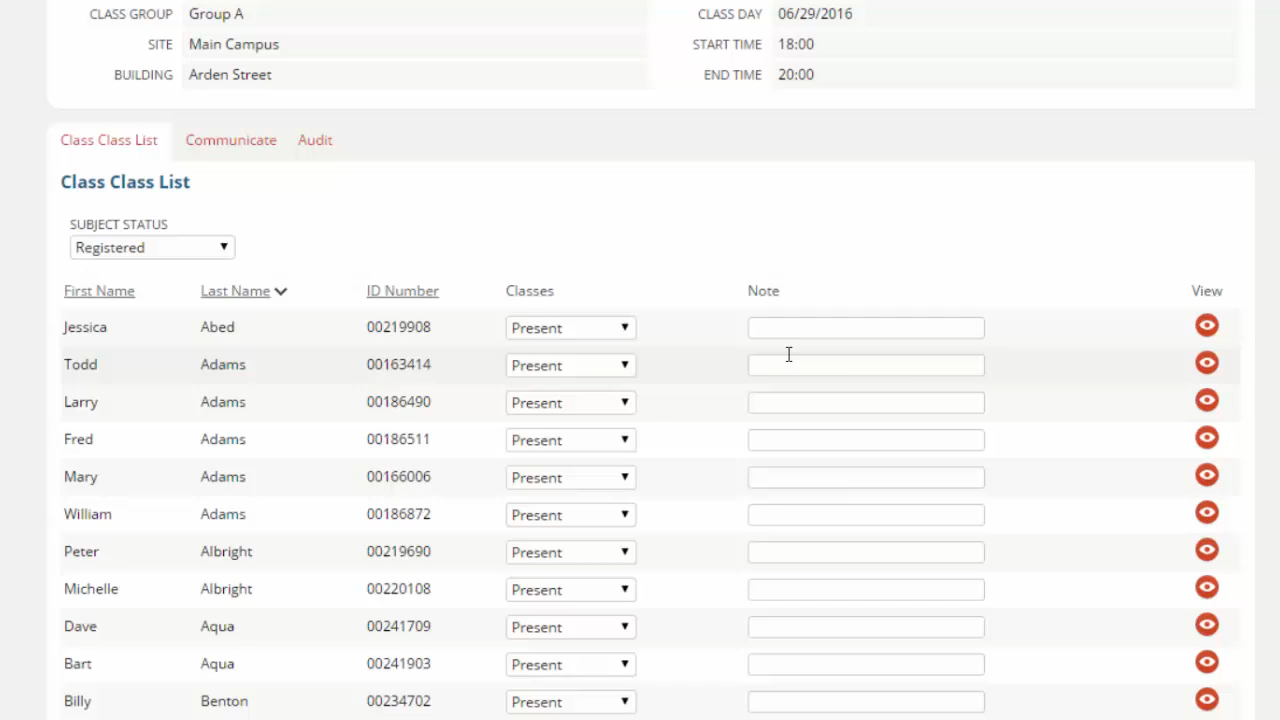 CLASS GROUP Group A CLASS DAY 06/29/2016
SITE Main Campus START TIME 18:00
BUILDING Arden Street END TIME 20:00
Class Class List Communicate Audit
Class Class List
SUBJECT STATUS
Registered
First Name Last Name ID Number Classes Note View
Jessica Abed 00219908 Present
Todd Adams 00163414 Present
Larry Adams 00186490 Present
Fred Adams 00186511 Present
Mary Adams 00166006 Present
William Adams 00186872 Present
Peter Albright 00219690 Present
Michelle Albright 00220108 Present
Dave Aqua 00241709 Present
Bart Aqua 00241903 Present
Billy Benton 00234702 Present